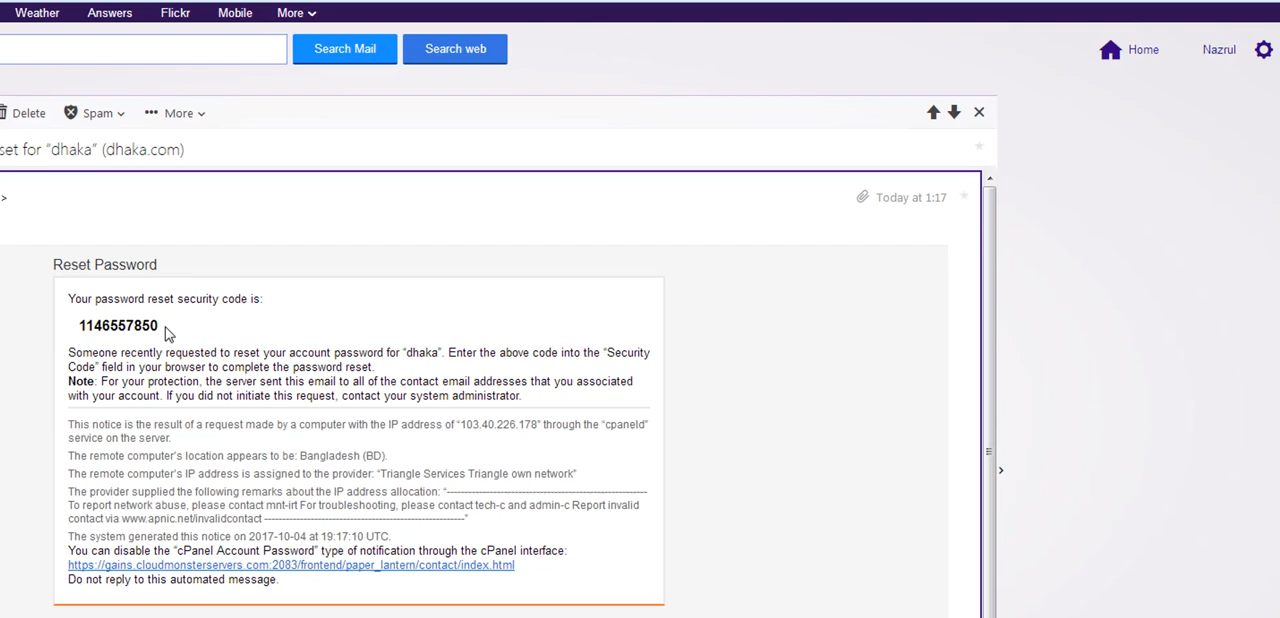 Weather Answers Flickr Mobile More
Search Mail Search web Home Nazrul
Delete Spam More
set for “dhaka” (dhaka.com)
> Today at 1:17
Reset Password
Your password reset security code is:
1146557850
Someone recently requested to reset your account password for “dhaka”. Enter the above code into the “Security
Code” field in your browser to complete the password reset.
Note: For your protection, the server sent this email to all of the contact email addresses that you associated
with your account. If you did not initiate this request, contact your system administrator.
This notice is the result of a request made by a computer with the IP address of “103.40.226.178” through the “cpaneld”
service on the server.
The remote computer’s location appears to be: Bangladesh (BD).
The remote computer’s IP address is assigned to the provider: “Triangle Services Triangle own network”
The provider supplied the following remarks about the IP address allocation: “------------------------------------------------------
To report network abuse, please contact mnt-irt For troubleshooting, please contact tech-c and admin-c Report invalid
contact via www.apnic.net/invalidcontact ------------------------------------------------------”
The system generated this notice on 2017-10-04 at 19:17:10 UTC.
You can disable the “cPanel Account Password” type of notification through the cPanel interface:
https://gains.cloudmonsterservers.com:2083/frontend/paper_lantern/contact/index.html
Do not reply to this automated message.